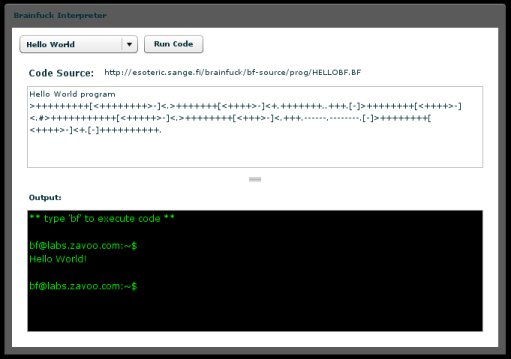 Brainfuck Interpreter
Hello World
Run Code
Code Source: http://esoteric.sange.fi/brainfuck/bf-source/prog/HELLOBF.BF
Hello World program
>+++++++++[<++++++++>-]<.>+++++++[<++++>-]<+.+++++++..+++.[-]>++++++++[<++++>-]
<.#>+++++++++++[<+++++>-]<.>++++++++[<+++>-]<.+++.------.--------.[-]>++++++++[
<++++>-]<+.[-]++++++++++.
Output:
** type 'bf' to execute code **
bf@labs.zavoo.com:~$
Hello World!
bf@labs.zavoo.com:~$